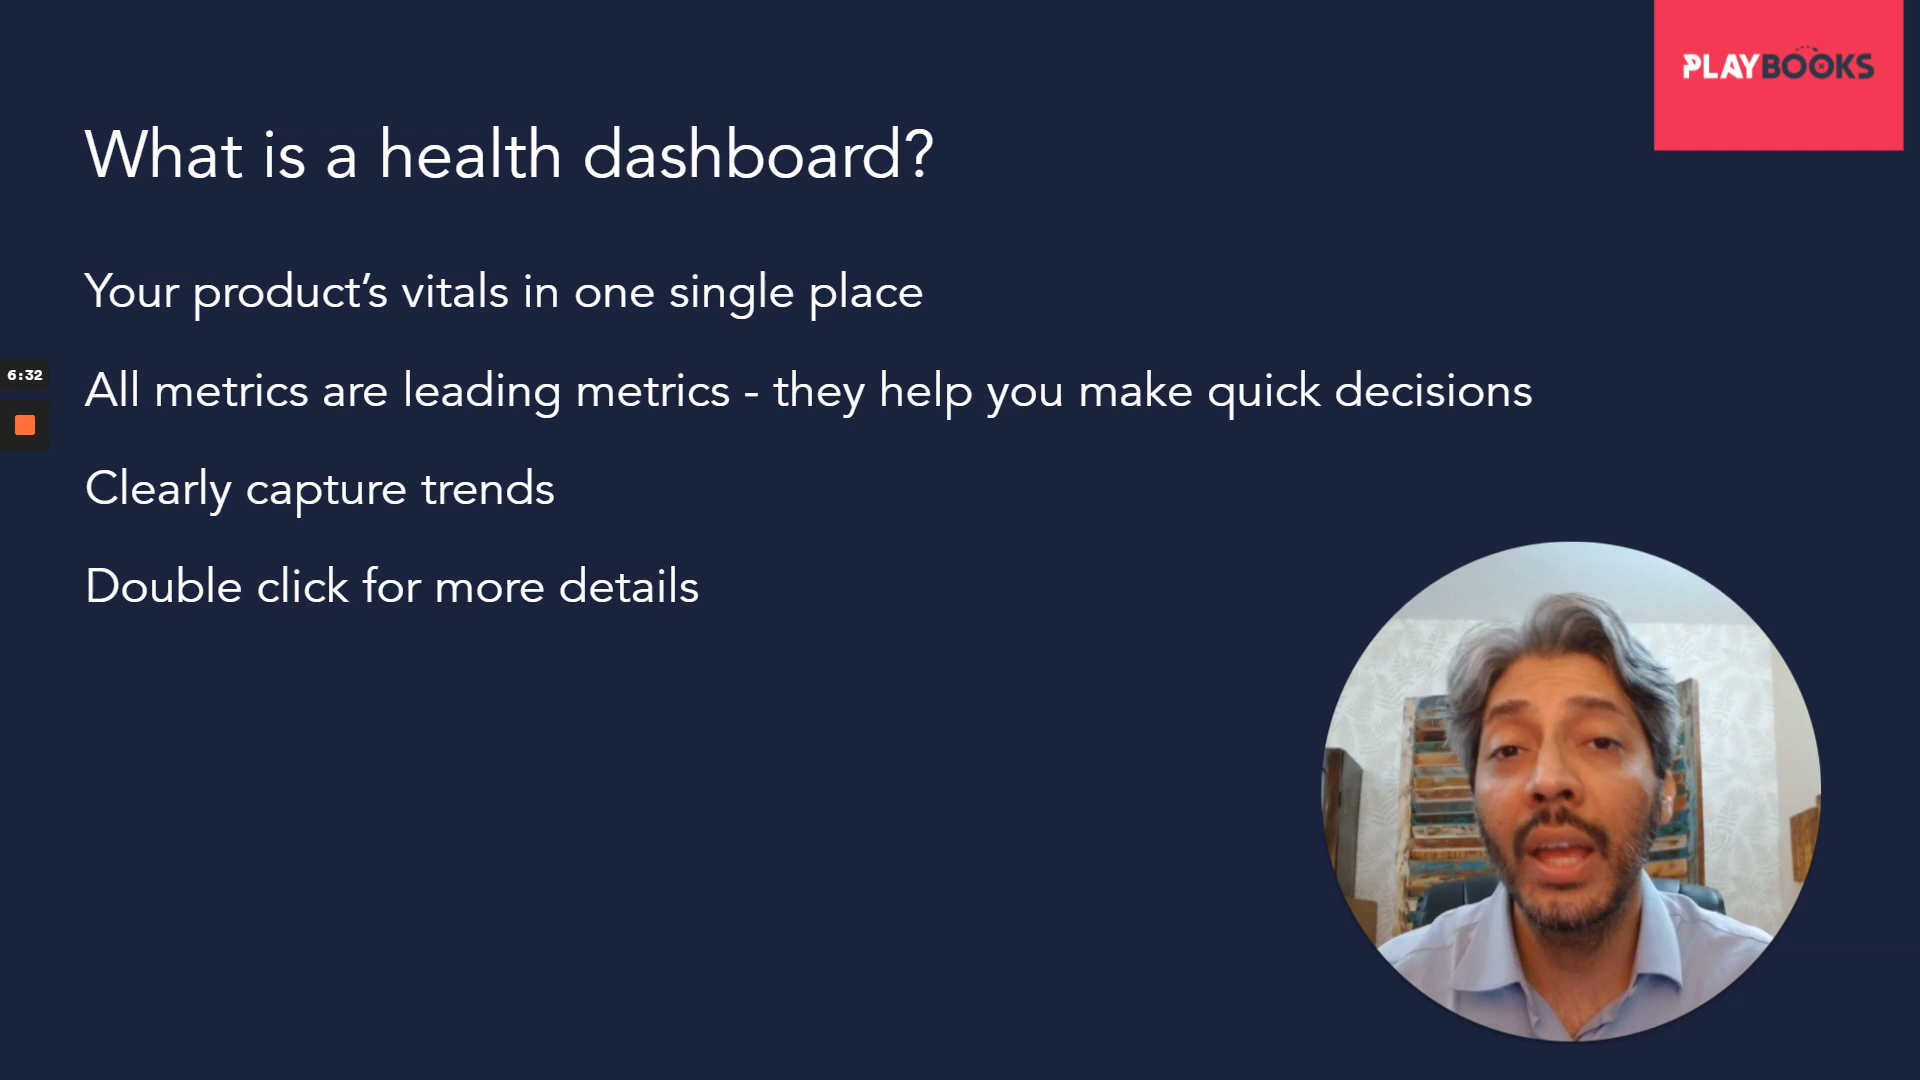 PLAYBOOKS
What is a health dashboard?
Your product’s vitals in one single place
All metrics are leading metrics - they help you make quick decisions
6:32
Clearly capture trends
Double click for more details